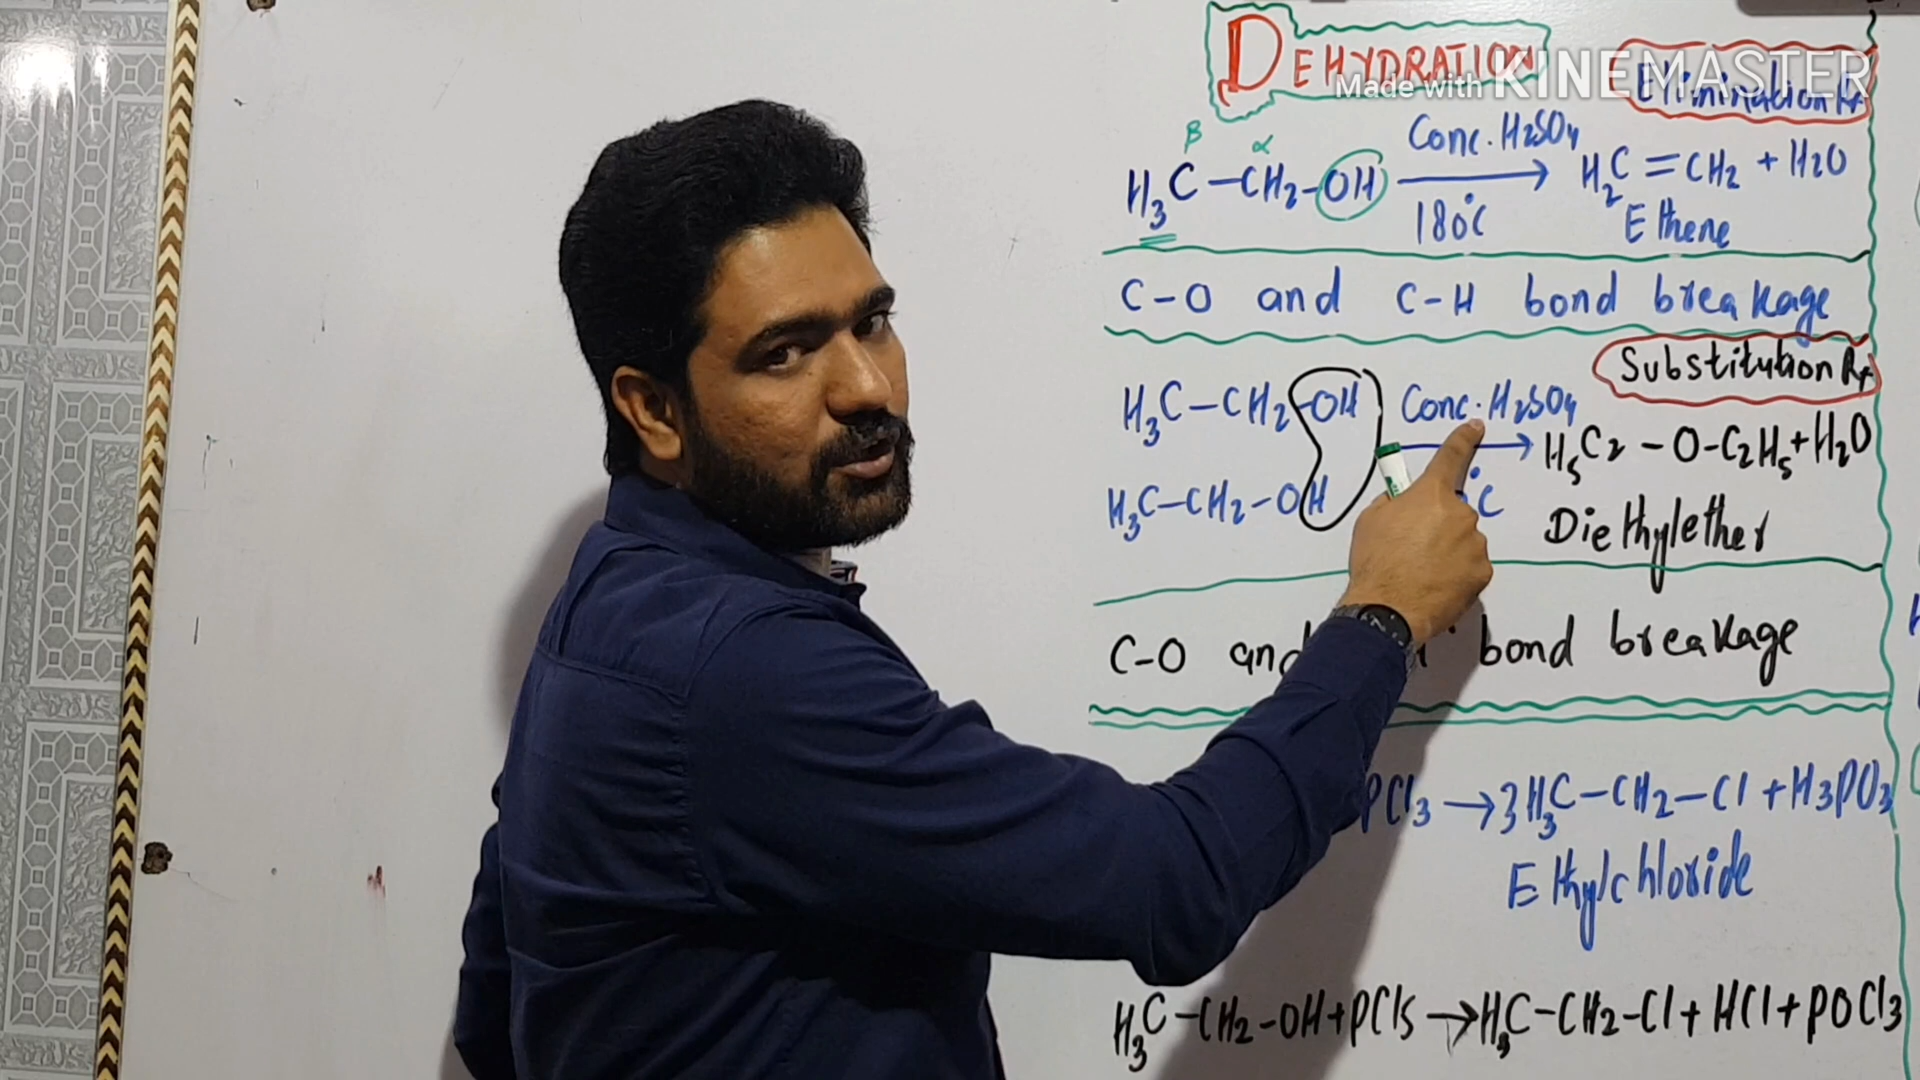 DEHYDRATION
Made with KINEMASTER
Elimination Rx
β α
H3C-CH2-OH Conc.H2SO4 → 180°C H2C=CH2 + H2O
Ethene
C-O and C-H bond breakage
Substitution Rx
H3C-CH2-OH Conc.H2SO4 →
H5C2-O-C2H5+H2O
H3C-CH2-OH °C
Diethylether
C-O and bond breakage
PCl3 → 3H3C-CH2-Cl + H3PO3
Ethylchloride
H3C-CH2-OH+PCl5 → H3C-CH2-Cl+HCl+POCl3